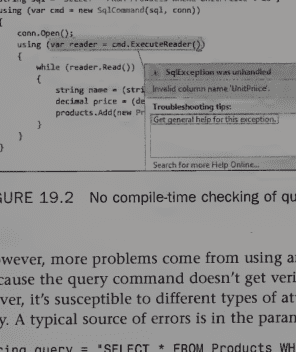 using (var cmd = new SqlCommand(sql, conn))
{
conn.Open();
using (var reader = cmd.ExecuteReader())
{
while (reader.Read())
{
string name = (stri
decimal price = (de
products.Add(new Pr
}
}
}
SqlException was unhandled
Invalid column name 'UnitPrice'.
Troubleshooting tips:
Get general help for this exception.
Search for more Help Online...
GURE 19.2 No compile-time checking of qu
owever, more problems come from using an
cause the query command doesn't get veri
ver, it's susceptible to different types of at
y. A typical source of errors is in the param
ring query = "SELECT * FROM Products WH